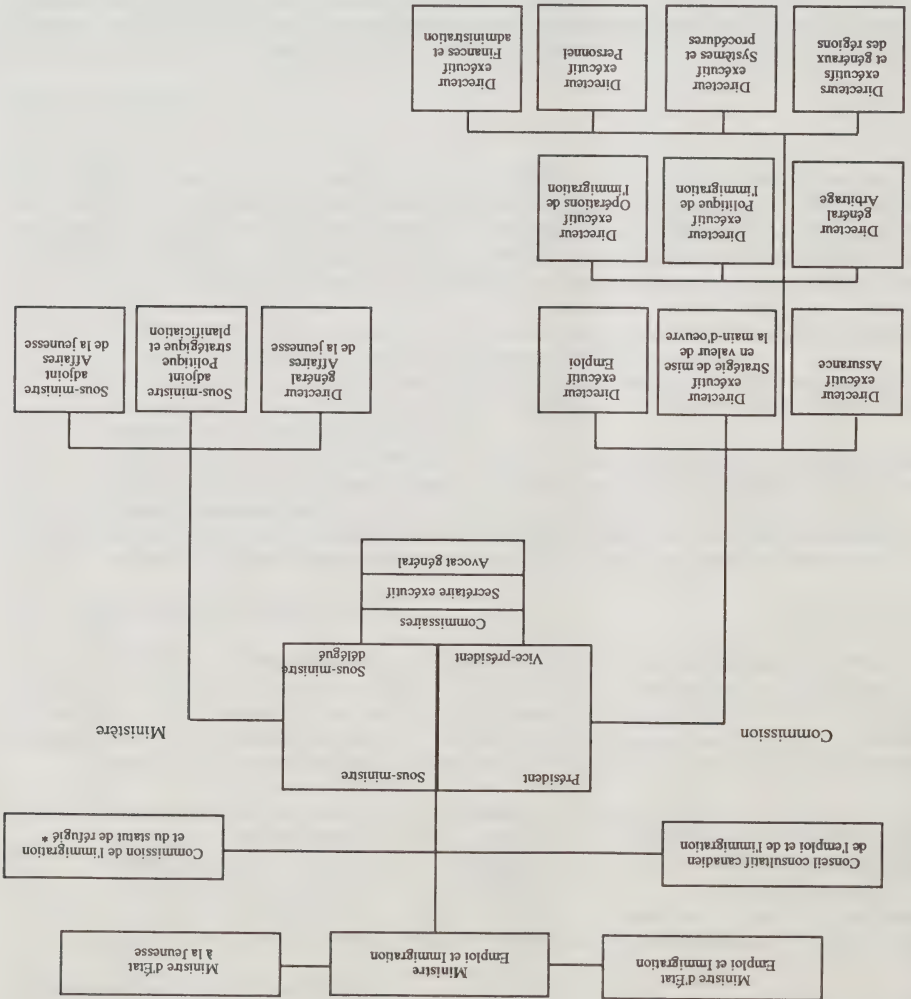 Ministre d'État
Emploi et Immigration
Ministre
Emploi et Immigration
Ministre d'État
à la Jeunesse
Conseil consultatif canadien
de l'emploi et de l'immigration
Commission de l'immigration
et du statut de réfugié *
Commission
Président
Sous-ministre
Ministère
Vice-président
Sous-ministre
délégué
Commissaires
Secrétaire exécutif
Avocat général
Directeur
exécutif
Assurance
Directeur
exécutif
Stratégie de mise
en valeur de
la main-d'oeuvre
Directeur
exécutif
Emploi
Directeur
général
Affaires
de la jeunesse
Sous-ministre
adjoint
Politique
stratégique et
planification
Sous-ministre
adjoint
Affaires
de la jeunesse
Directeur
général
Arbitrage
Directeur
exécutif
Politique de
l'immigration
Directeur
exécutif
Opérations de
l'immigration
Directeurs
exécutifs
et généraux
des régions
Directeur
exécutif
Systèmes et
procédures
Directeur
exécutif
Personnel
Directeur
exécutif
Finances et
administration